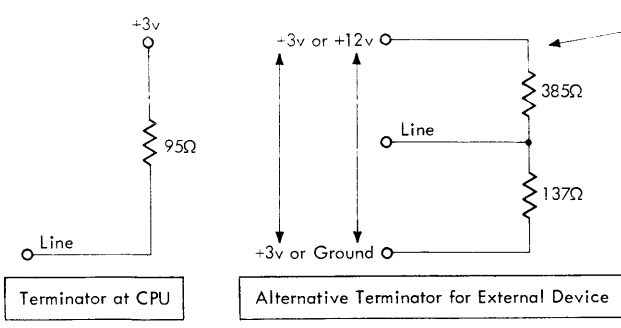 +3v
95Ω
Line
Terminator at CPU
+3v or +12v
385Ω
Line
137Ω
+3v or Ground
Alternative Terminator for External Device